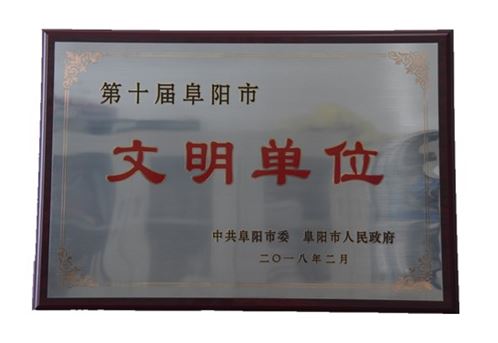 第十届阜阳市
文明单位
中共阜阳市委 阜阳市人民政府
二〇一八年二月